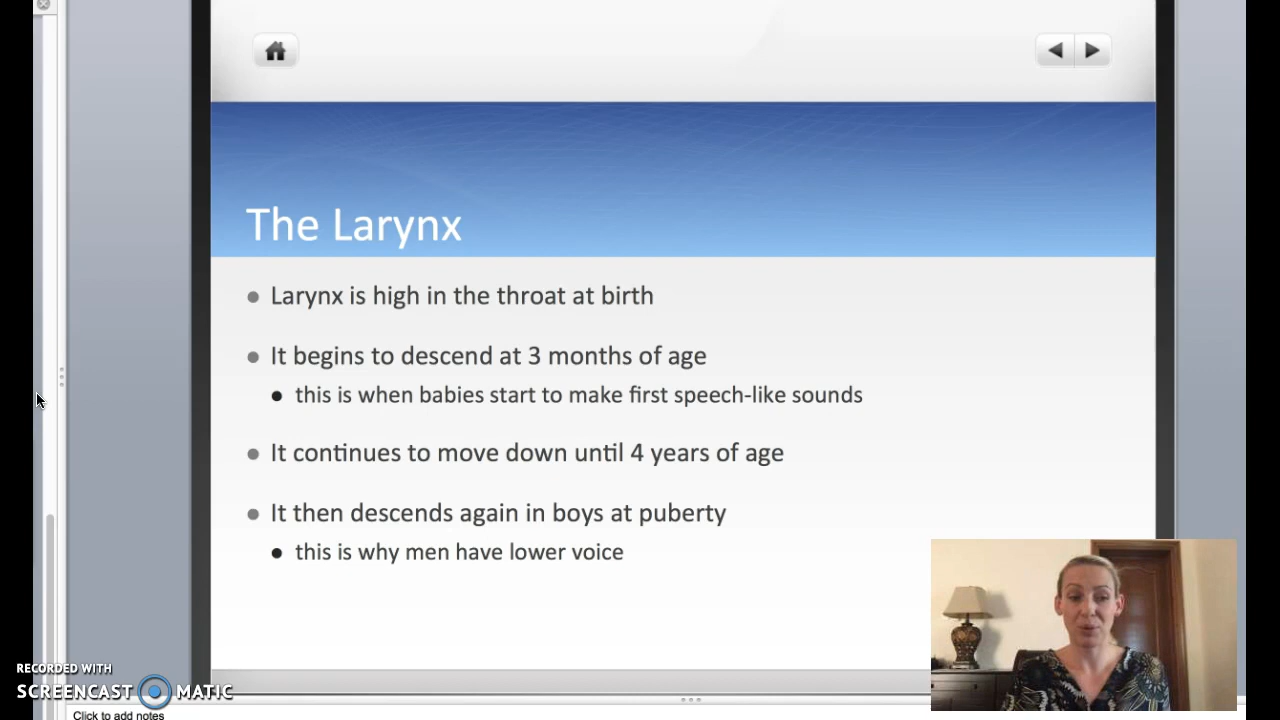 The Larynx
Larynx is high in the throat at birth
It begins to descend at 3 months of age
this is when babies start to make first speech-like sounds
It continues to move down until 4 years of age
It then descends again in boys at puberty
this is why men have lower voice
RECORDED WITH
SCREENCAST MATIC
Click to add notes